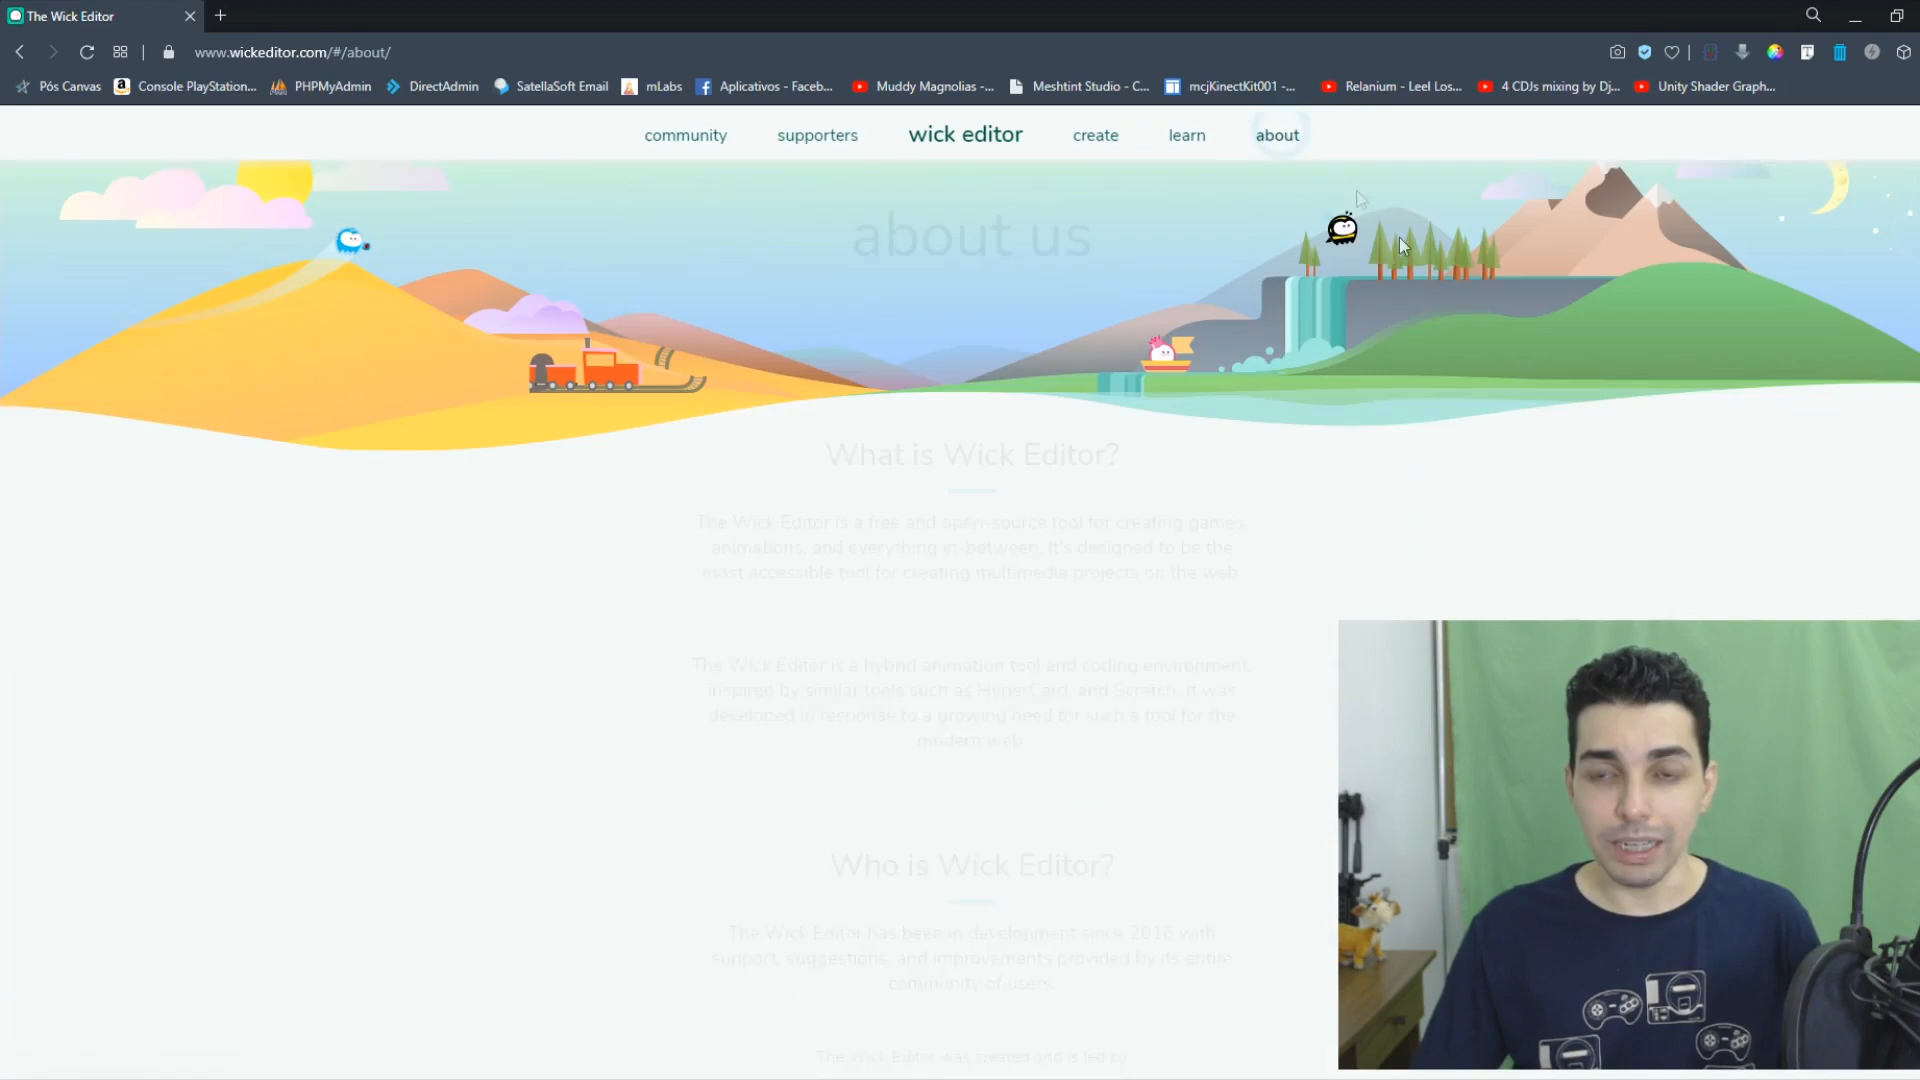 The Wick Editor
www.wickeditor.com/#/about/
Pós Canvas
Console PlayStation...
PHPMyAdmin
DirectAdmin
SatellaSoft Email
mLabs
Aplicativos - Faceb...
Muddy Magnolias -...
Meshtint Studio - C...
mcjKinectKit001 -...
Relanium - Leel Los...
4 CDJs mixing by Dj...
Unity Shader Graph...
community
supporters
wick editor
create
learn
about
about us
What is Wick Editor?
The Wick Editor is a free and open-source tool for creating games,
animations, and everything in-between. It's designed to be the
most accessible tool for creating multimedia projects on the web.
The Wick Editor is a hybrid animation tool and coding environment,
inspired by similar tools such as HyperCard, and Scratch. It was
developed in response to a growing need for such a tool for the
modern web.
Who is Wick Editor?
The Wick Editor has been in development since 2016 with
support, suggestions, and improvements provided by its entire
community of users.
The Wick Editor was created and is led by